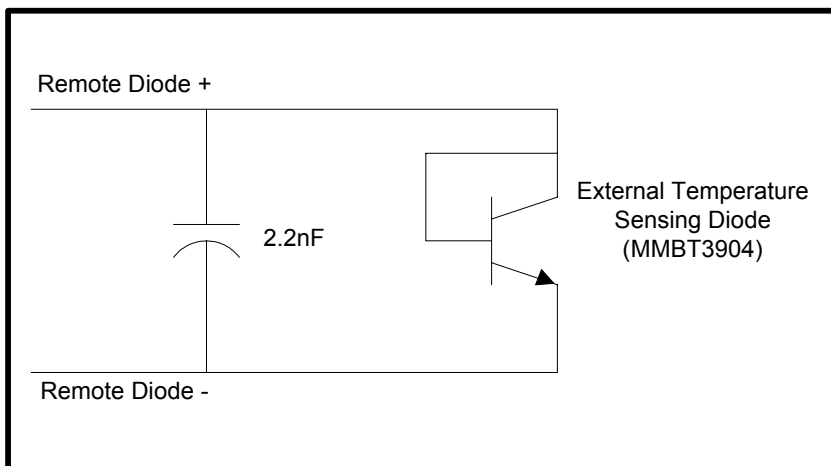 Remote Diode +
2.2nF
External Temperature
Sensing Diode
(MMBT3904)
Remote Diode -